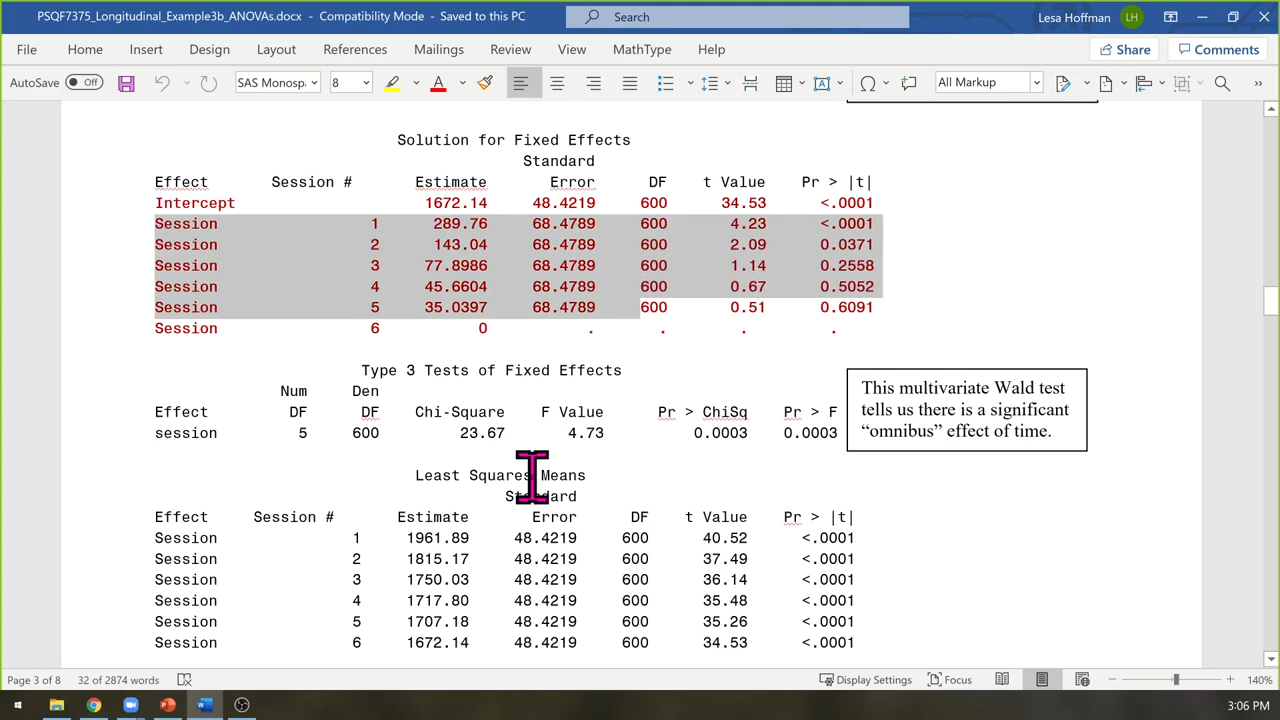 PSQF7375_Longitudinal_Example3b_ANOVAs.docx - Compatibility Mode - Saved to this PC
Search
Lesa Hoffman LH
File Home Insert Design Layout References Mailings Review View MathType Help Share Comments
AutoSave Off SAS Monospa 8 A All Markup
Solution for Fixed Effects
Standard
Effect Session # Estimate Error DF t Value Pr > |t|
Intercept 1672.14 48.4219 600 34.53 <.0001
Session 1 289.76 68.4789 600 4.23 <.0001
Session 2 143.04 68.4789 600 2.09 0.0371
Session 3 77.8986 68.4789 600 1.14 0.2558
Session 4 45.6604 68.4789 600 0.67 0.5052
Session 5 35.0397 68.4789 600 0.51 0.6091
Session 6 0 . . . .
Type 3 Tests of Fixed Effects
Num Den
Effect DF DF Chi-Square F Value Pr > ChiSq Pr > F
session 5 600 23.67 4.73 0.0003 0.0003
This multivariate Wald test
tells us there is a significant
“omnibus” effect of time.
Least Squares Means
Standard
Effect Session # Estimate Error DF t Value Pr > |t|
Session 1 1961.89 48.4219 600 40.52 <.0001
Session 2 1815.17 48.4219 600 37.49 <.0001
Session 3 1750.03 48.4219 600 36.14 <.0001
Session 4 1717.80 48.4219 600 35.48 <.0001
Session 5 1707.18 48.4219 600 35.26 <.0001
Session 6 1672.14 48.4219 600 34.53 <.0001
Page 3 of 8 32 of 2874 words Display Settings Focus 140%
3:06 PM